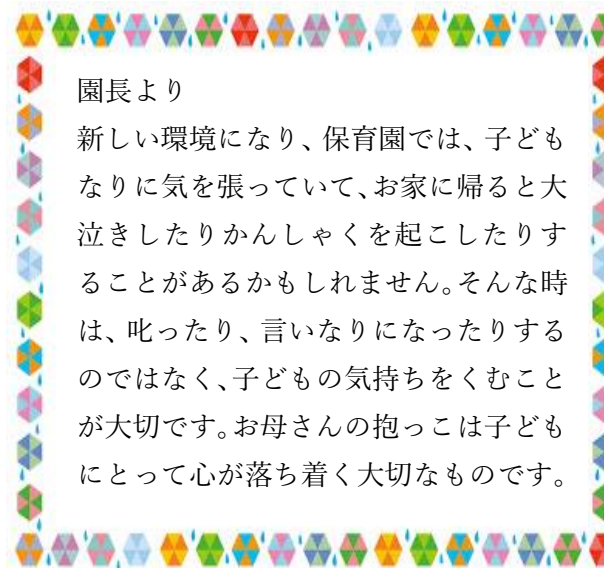 園長より
新しい環境になり、保育園では、子ども
なりに気を張っていて、お家に帰ると大
泣きしたりかんしゃくを起こしたりす
ることがあるかもしれません。そんな時
は、叱ったり、言いなりになったりする
のではなく、子どもの気持ちをくむこと
が大切です。お母さんの抱っこは子ども
にとって心が落ち着く大切なものです。